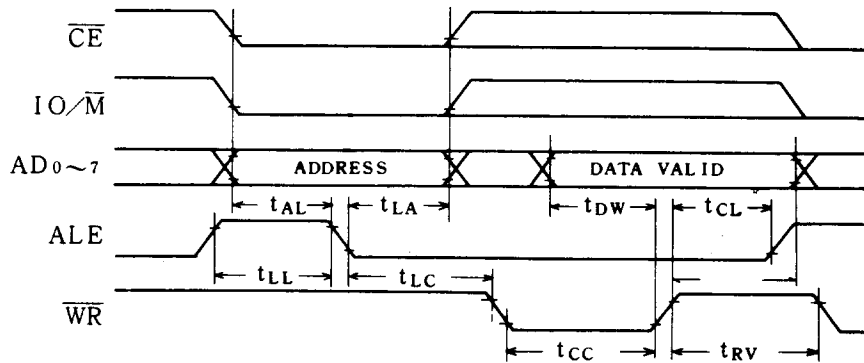 CE
IO/M
AD0~7 ADDRESS DATA VALID
tAL tLA tDW tCL
ALE
tLL tLC
WR
tCC tRV